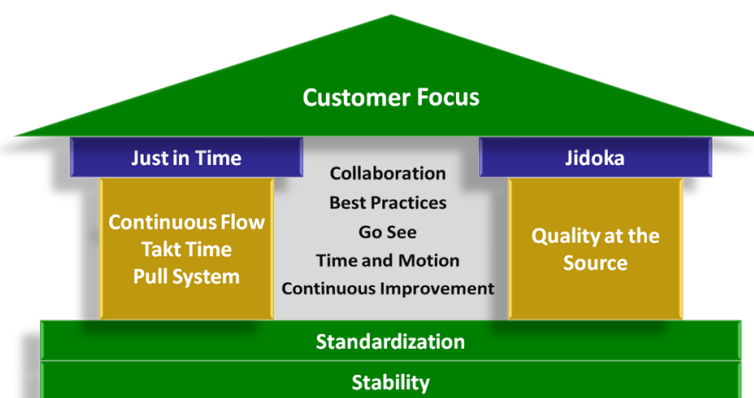 Customer Focus
Just in Time
Jidoka
Collaboration
Best Practices
Go See
Time and Motion
Continuous Improvement
Continuous Flow
Takt Time
Pull System
Quality at the
Source
Standardization
Stability